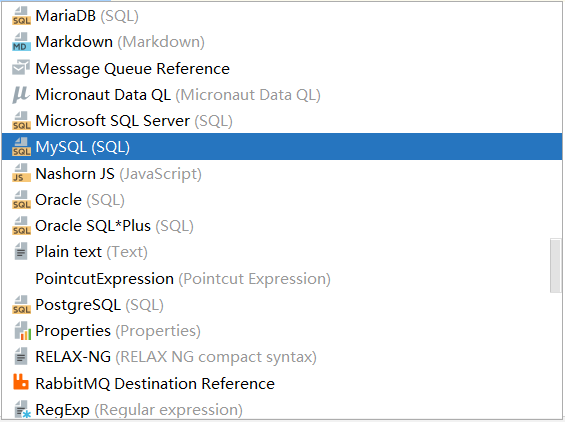 MariaDB (SQL)
Markdown (Markdown)
Message Queue Reference
Micronaut Data QL (Micronaut Data QL)
Microsoft SQL Server (SQL)
MySQL (SQL)
Nashorn JS (JavaScript)
Oracle (SQL)
Oracle SQL*Plus (SQL)
Plain text (Text)
PointcutExpression (Pointcut Expression)
PostgreSQL (SQL)
Properties (Properties)
RELAX-NG (RELAX NG compact syntax)
RabbitMQ Destination Reference
RegExp (Regular expression)